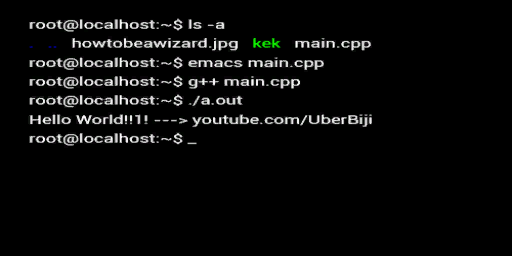 root@localhost:~$ ls -a
. .. howtobeawizard.jpg kek main.cpp
root@localhost:~$ emacs main.cpp
root@localhost:~$ g++ main.cpp
root@localhost:~$ ./a.out
Hello World!!1! ---> youtube.com/UberBiji
root@localhost:~$ _